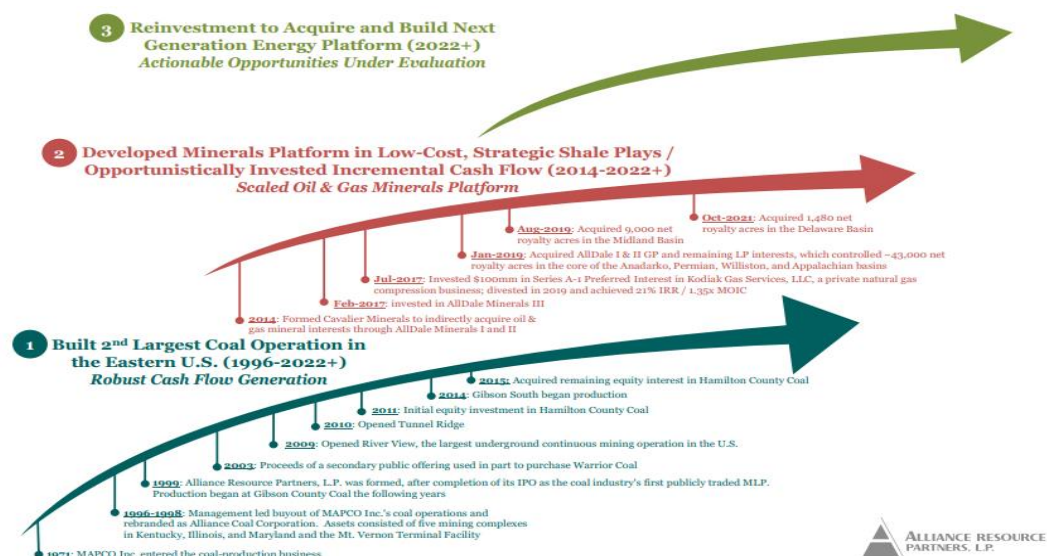 3 Reinvestment to Acquire and Build Next
Generation Energy Platform (2022+)
Actionable Opportunities Under Evaluation
2 Developed Minerals Platform in Low-Cost, Strategic Shale Plays /
Opportunistically Invested Incremental Cash Flow (2014-2022+)
Scaled Oil & Gas Minerals Platform
Oct-2021: Acquired 1,480 net
royalty acres in the Delaware Basin
Aug-2019: Acquired 9,000 net
royalty acres in the Midland Basin
Jan-2019: Acquired AllDale I & II GP and remaining LP interests, which controlled ~43,000 net
royalty acres in the core of the Anadarko, Permian, Williston, and Appalachian basins
Jul-2017: Invested $100mm in Series A-1 Preferred Interest in Kodiak Gas Services, LLC, a private natural gas
compression business; divested in 2019 and achieved 21% IRR / 1.35x MOIC
Feb-2017: invested in AllDale Minerals III
2014: Formed Cavalier Minerals to indirectly acquire oil &
gas mineral interests through AllDale Minerals I and II
1 Built 2nd Largest Coal Operation in
the Eastern U.S. (1996-2022+)
Robust Cash Flow Generation
2015: Acquired remaining equity interest in Hamilton County Coal
2014: Gibson South began production
2011: Initial equity investment in Hamilton County Coal
2010: Opened Tunnel Ridge
2009: Opened River View, the largest underground continuous mining operation in the U.S.
2003: Proceeds of a secondary public offering used in part to purchase Warrior Coal
1999: Alliance Resource Partners, L.P. was formed, after completion of its IPO as the coal industry's first publicly traded MLP.
Production began at Gibson County Coal the following years
1996-1998: Management led buyout of MAPCO Inc.'s coal operations and
rebranded as Alliance Coal Corporation. Assets consisted of five mining complexes
in Kentucky, Illinois, and Maryland and the Mt. Vernon Terminal Facility
1971: MAPCO Inc. entered the coal-production business
ALLIANCE RESOURCE
PARTNERS, L.P.